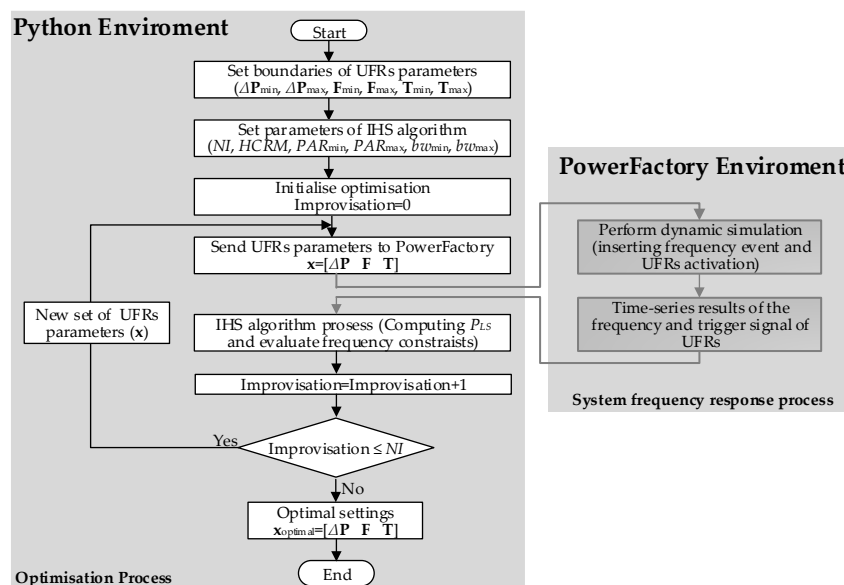 Python Enviroment
Start
Set boundaries of UFRs parameters
(ΔPmin, ΔPmax, Fmin, Fmax, Tmin, Tmax)
Set parameters of IHS algorithm
(NI, HCRM, PARmin, PARmax, bwmin, bwmax)
Initialise optimisation
Improvisation=0
Send UFRs parameters to PowerFactory
x=[ΔP F T]
New set of UFRs
parameters (x)
IHS algorithm prosess (Computing PLS
and evaluate frequency constraists)
Improvisation=Improvisation+1
Yes
Improvisation ≤ NI
No
Optimal settings
xoptimal=[ΔP F T]
End
Optimisation Process
PowerFactory Enviroment
Perform dynamic simulation
(inserting frequency event and
UFRs activation)
Time-series results of the
frequency and trigger signal of
UFRs
System frequency response process